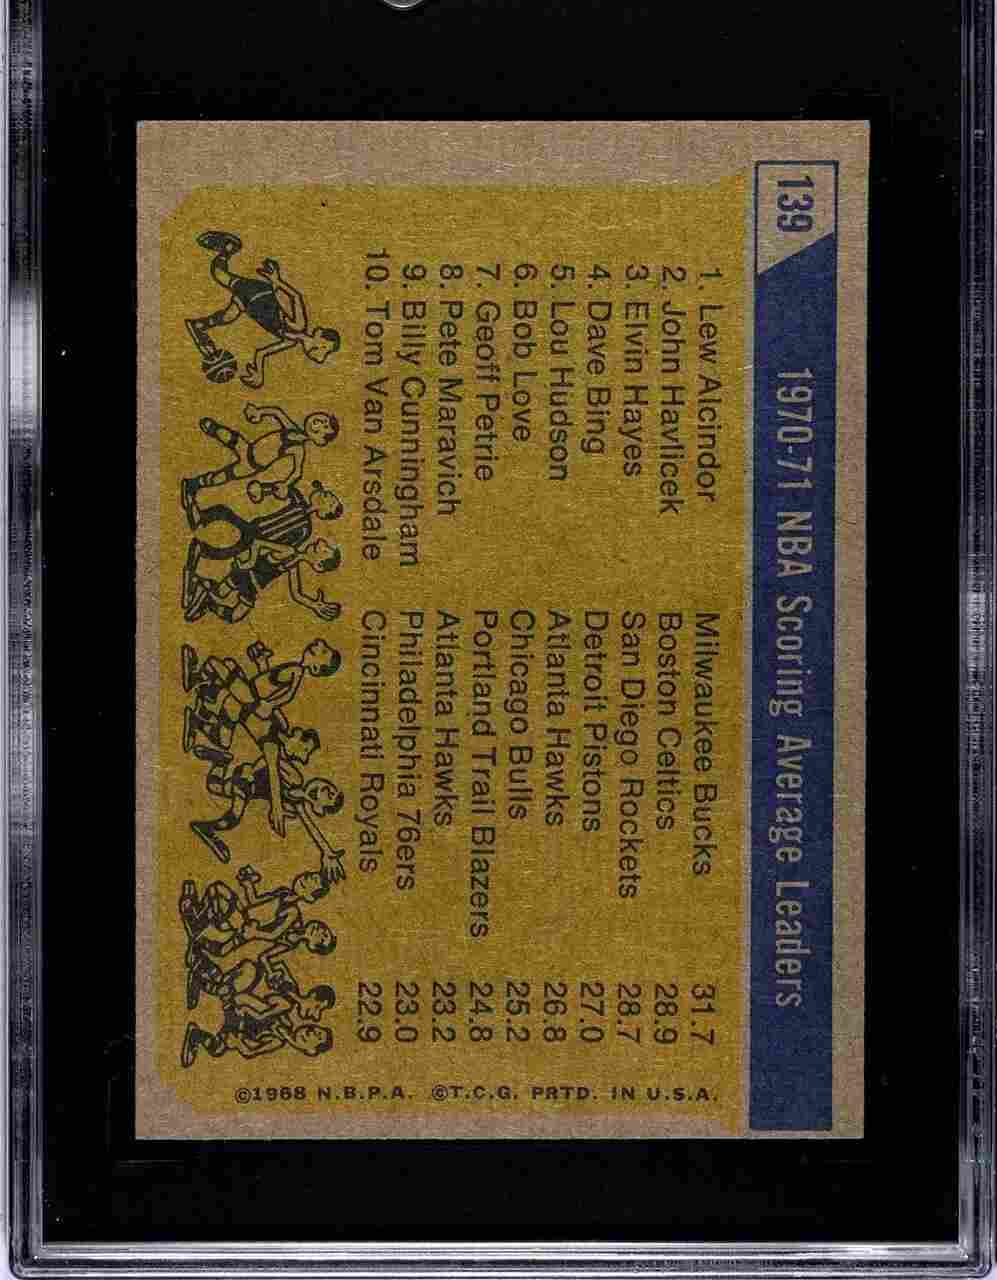 139 1970-71 NBA Scoring Average Leaders
1. Lew Alcindor Milwaukee Bucks 31.7
2. John Havlicek Boston Celtics 28.9
3. Elvin Hayes San Diego Rockets 28.7
4. Dave Bing Detroit Pistons 27.0
5. Lou Hudson Atlanta Hawks 26.8
6. Bob Love Chicago Bulls 25.2
7. Geoff Petrie Portland Trail Blazers 24.8
8. Pete Maravich Atlanta Hawks 23.2
9. Billy Cunningham Philadelphia 76ers 23.0
10. Tom Van Arsdale Cincinnati Royals 22.9
©1968 N.B.P.A. ©T.C.G. PRTD. IN U.S.A.